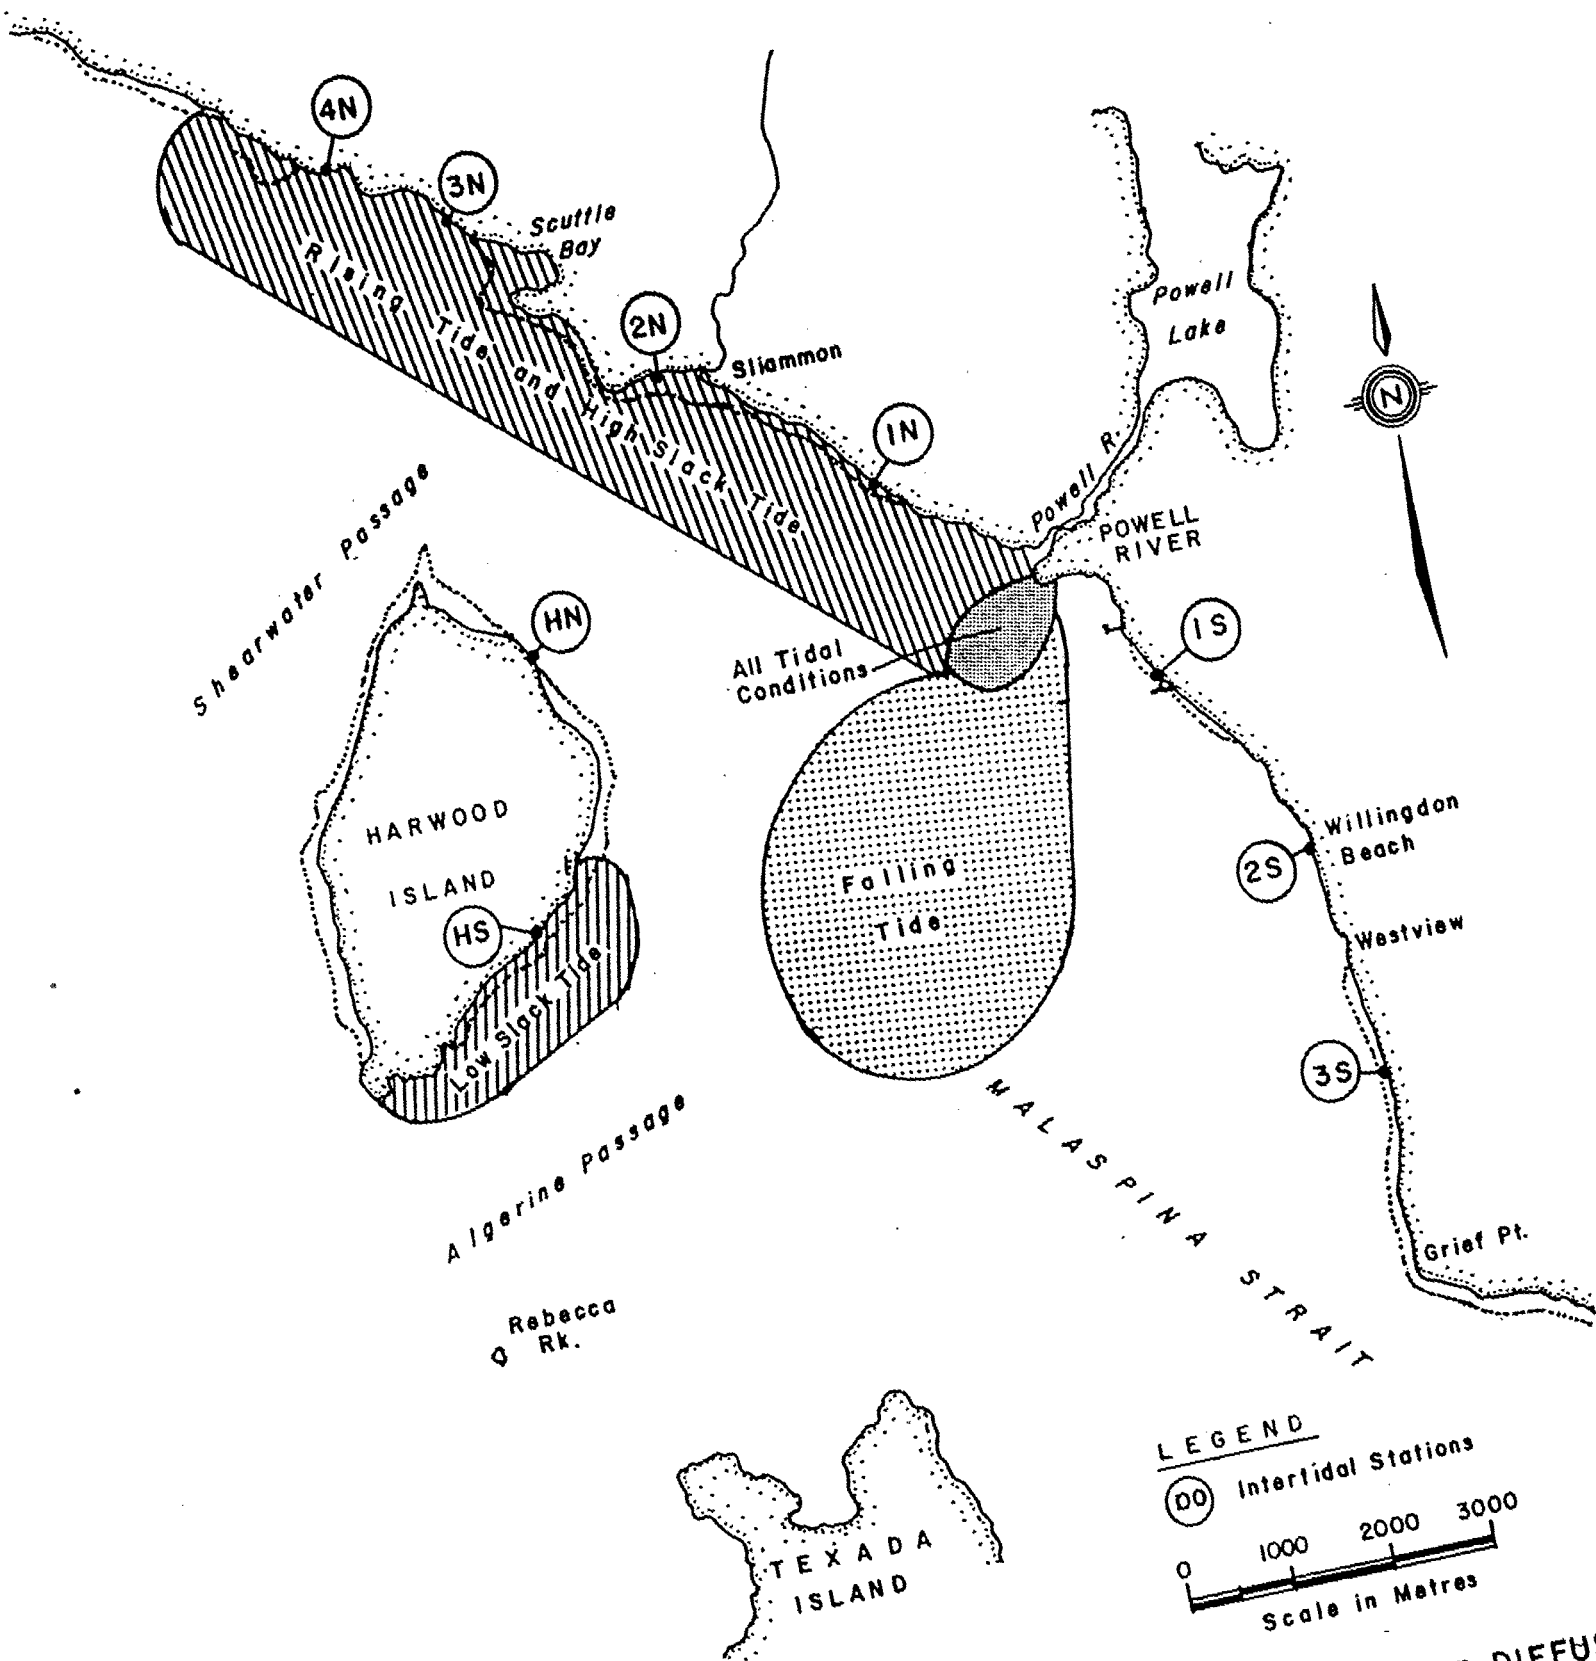 4N
3N
Scuttle
Bay
Rising Tide and High Slack Tide
2N
Sliammon
1N
Powell
Lake
N
Powell R.
POWELL
RIVER
Shearwater Passage
HN
1S
All Tidal
Conditions
HARWOOD
ISLAND
HS
Low Slack Tide
Falling
Tide
Willingdon
Beach
2S
Westview
3S
Algerine Passage
MALASPINA STRAIT
Grief Pt.
Rebecca
Rk.
TEXADA
ISLAND
LEGEND
DO Intertidal Stations
0 1000 2000 3000
Scale in Metres